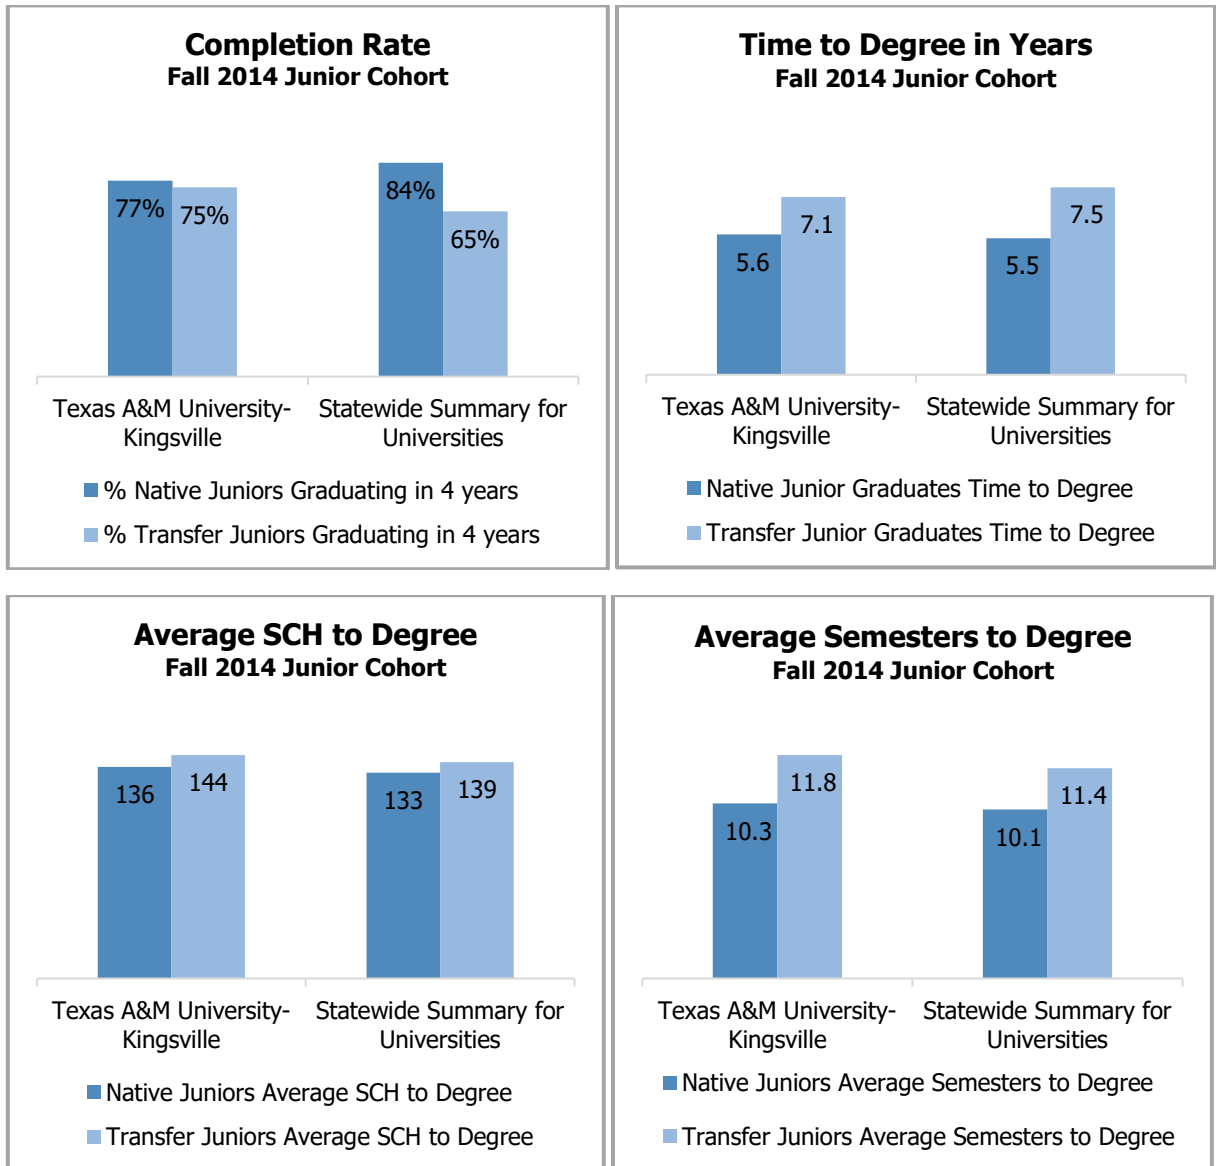 Completion Rate
Fall 2014 Junior Cohort
77%
75%
84%
65%
Texas A&M University-
Kingsville
Statewide Summary for
Universities
% Native Juniors Graduating in 4 years
% Transfer Juniors Graduating in 4 years
Time to Degree in Years
Fall 2014 Junior Cohort
5.6
7.1
5.5
7.5
Texas A&M University-
Kingsville
Statewide Summary for
Universities
Native Junior Graduates Time to Degree
Transfer Junior Graduates Time to Degree
Average SCH to Degree
Fall 2014 Junior Cohort
136
144
133
139
Texas A&M University-
Kingsville
Statewide Summary for
Universities
Native Juniors Average SCH to Degree
Transfer Juniors Average SCH to Degree
Average Semesters to Degree
Fall 2014 Junior Cohort
10.3
11.8
10.1
11.4
Texas A&M University-
Kingsville
Statewide Summary for
Universities
Native Juniors Average Semesters to Degree
Transfer Juniors Average Semesters to Degree